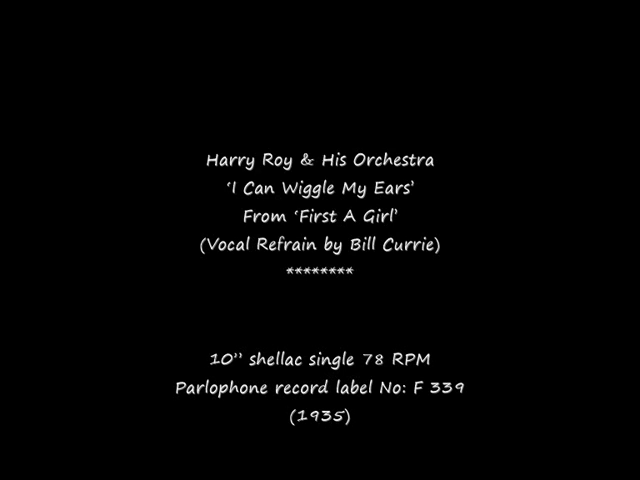 Harry Roy & His Orchestra
‘I Can Wiggle My Ears’
From ‘First A Girl’
(Vocal Refrain by Bill Currie)
********
10” shellac single 78 RPM
Parlophone record label No: F 339
(1935)